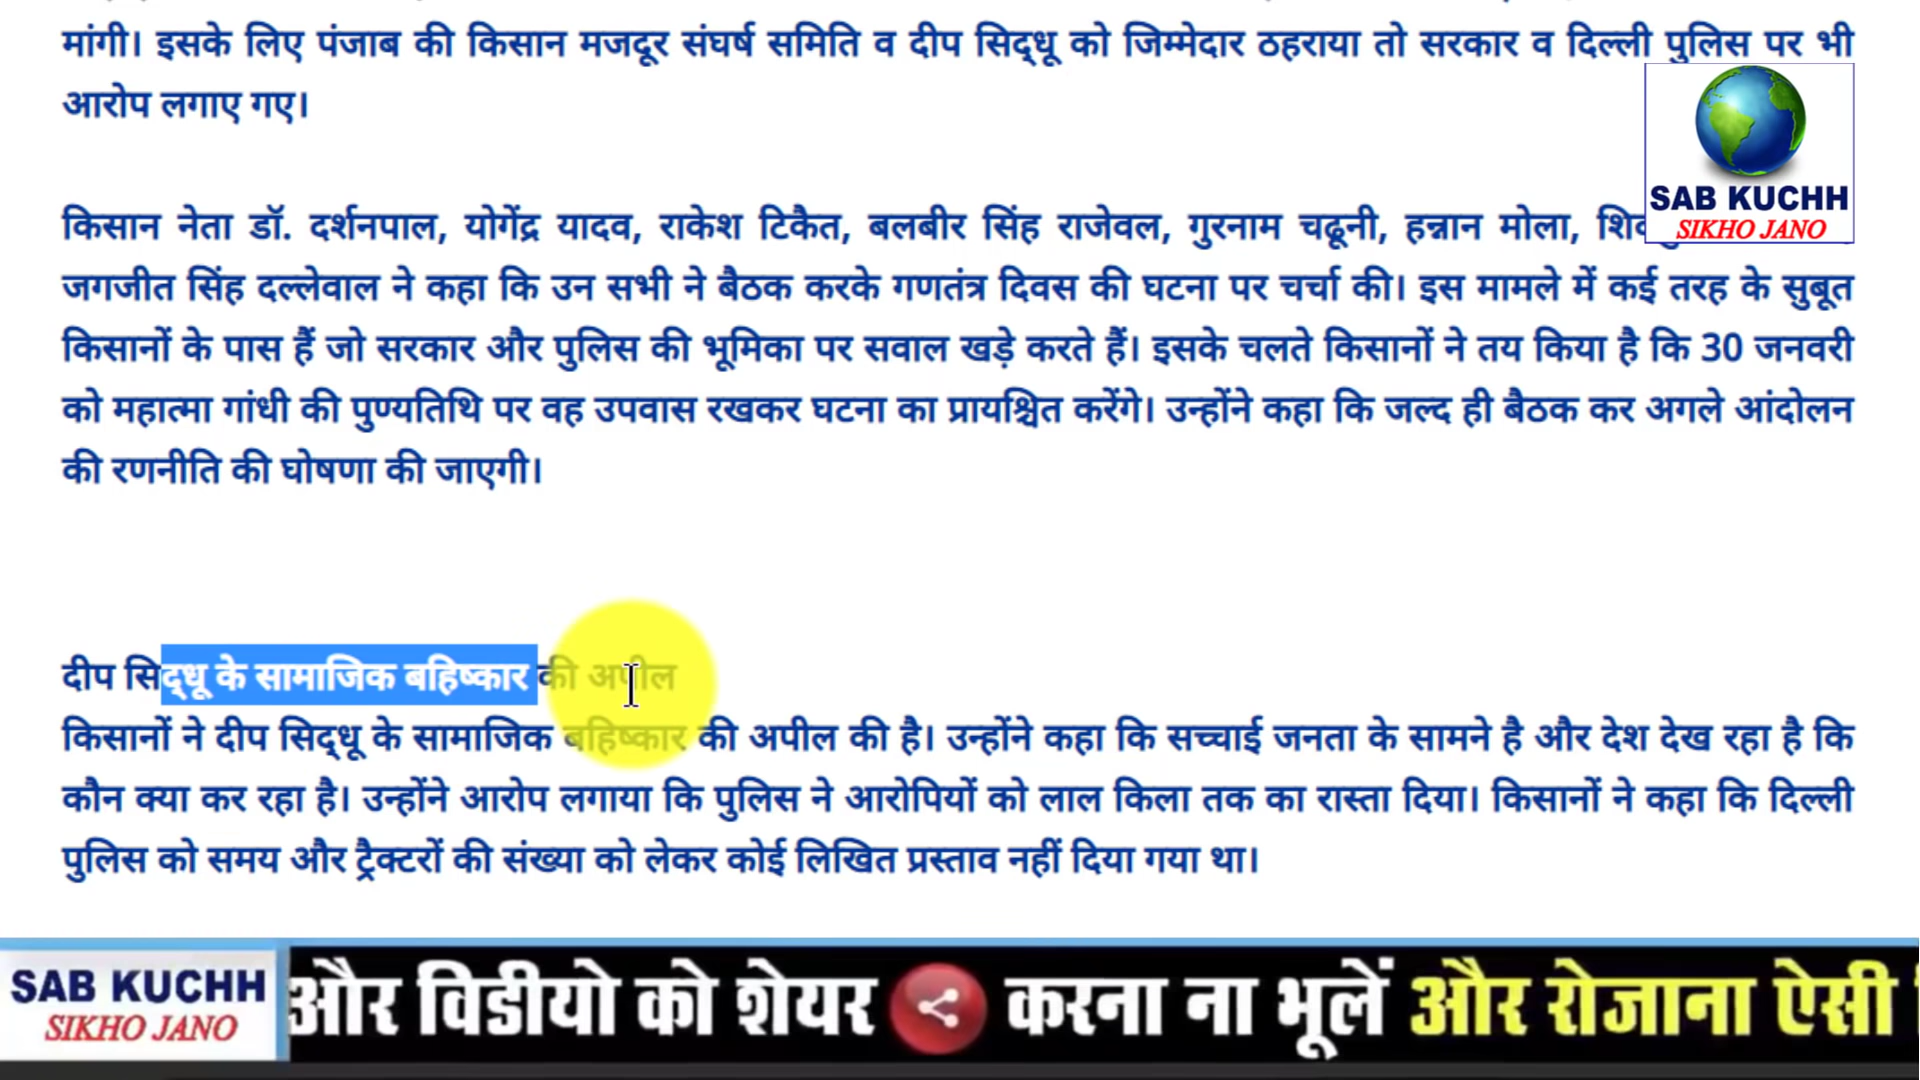 मांगी। इसके लिए पंजाब की किसान मजदूर संघर्ष समिति व दीप सिद्धू को जिम्मेदार ठहराया तो सरकार व दिल्ली पुलिस पर भी
आरोप लगाए गए।
SAB KUCHH
SIKHO JANO
किसान नेता डॉ. दर्शनपाल, योगेंद्र यादव, राकेश टिकैत, बलबीर सिंह राजेवल, गुरनाम चढूनी, हन्नान मोला,
जगजीत सिंह दल्लेवाल ने कहा कि उन सभी ने बैठक करके गणतंत्र दिवस की घटना पर चर्चा की। इस मामले में कई तरह के सुबूत
किसानों के पास हैं जो सरकार और पुलिस की भूमिका पर सवाल खड़े करते हैं। इसके चलते किसानों ने तय किया है कि 30 जनवरी
को महात्मा गांधी की पुण्यतिथि पर वह उपवास रखकर घटना का प्रायश्चित करेंगे। उन्होंने कहा कि जल्द ही बैठक कर अगले आंदोलन
की रणनीति की घोषणा की जाएगी।
दीप सिद्धू के सामाजिक बहिष्कार की अपील
किसानों ने दीप सिद्धू के सामाजिक बहिष्कार की अपील की है। उन्होंने कहा कि सच्चाई जनता के सामने है और देश देख रहा है कि
कौन क्या कर रहा है। उन्होंने आरोप लगाया कि पुलिस ने आरोपियों को लाल किला तक का रास्ता दिया। किसानों ने कहा कि दिल्ली
पुलिस को समय और ट्रैक्टरों की संख्या को लेकर कोई लिखित प्रस्ताव नहीं दिया गया था।
SAB KUCHH
SIKHO JANO
और विडीयो को शेयर करना ना भूलें और रोजाना ऐसी